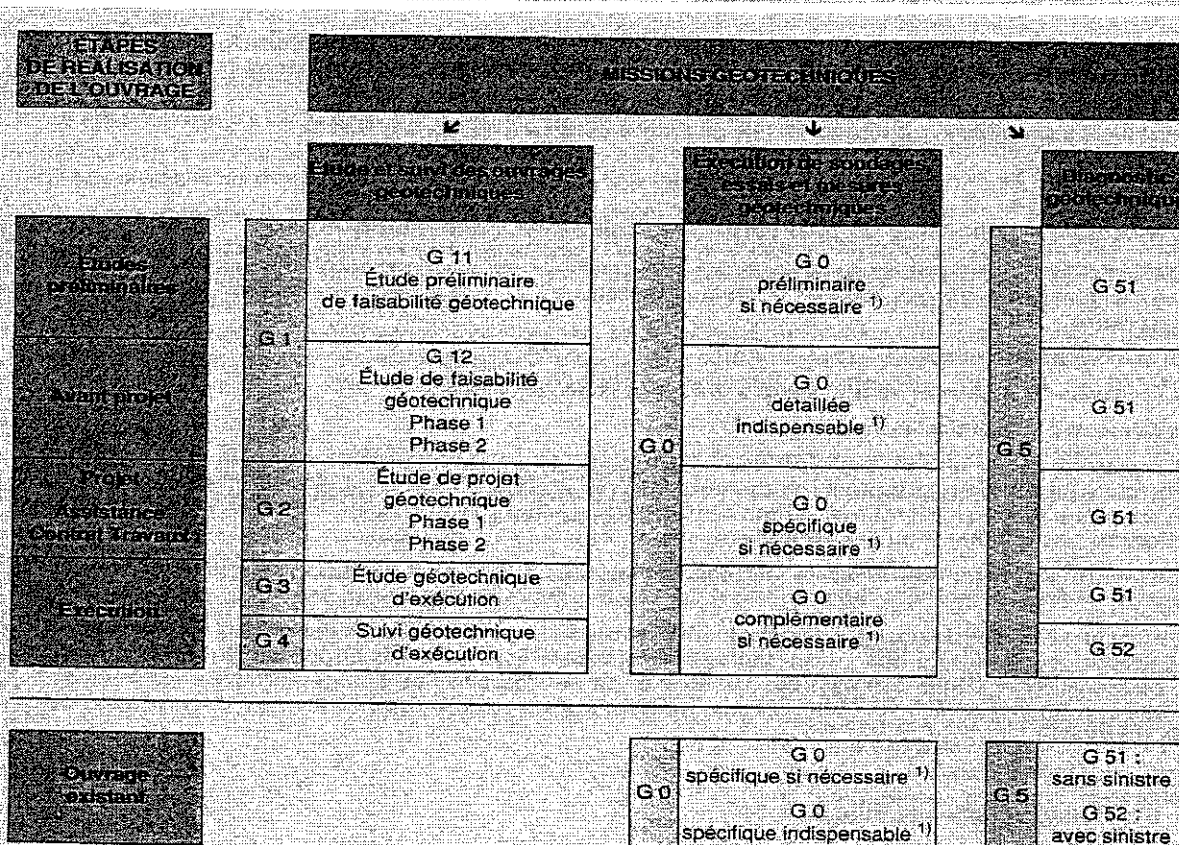 ETAPES
DE REALISATION
DE L'OUVRAGE
MISSIONS GEOTECHNIQUES
Etude et suivi des ouvrages
géotechniques
Exécution de sondages
essais et mesures
géotechniques
Diagnostic
géotechnique
Etudes
préliminaires
G 1
G 11
Étude préliminaire
de faisabilité géotechnique
G 0
G 0
préliminaire
si nécessaire 1)
G 5
G 51
Avant projet
G 12
Étude de faisabilité
géotechnique
Phase 1
Phase 2
G 0
détaillée
indispensable 1)
G 51
Projet
Assistance
Contrat Travaux
G 2
Étude de projet
géotechnique
Phase 1
Phase 2
G 0
spécifique
si nécessaire 1)
G 51
Exécution
G 3
Étude géotechnique
d'exécution
G 0
complémentaire
si nécessaire 1)
G 51
G 4
Suivi géotechnique
d'exécution
G 52
Ouvrage
existant
G 0
G 0
spécifique si nécessaire 1)
G 0
spécifique indispensable 1)
G 5
G 51 :
sans sinistre
G 52 :
avec sinistre